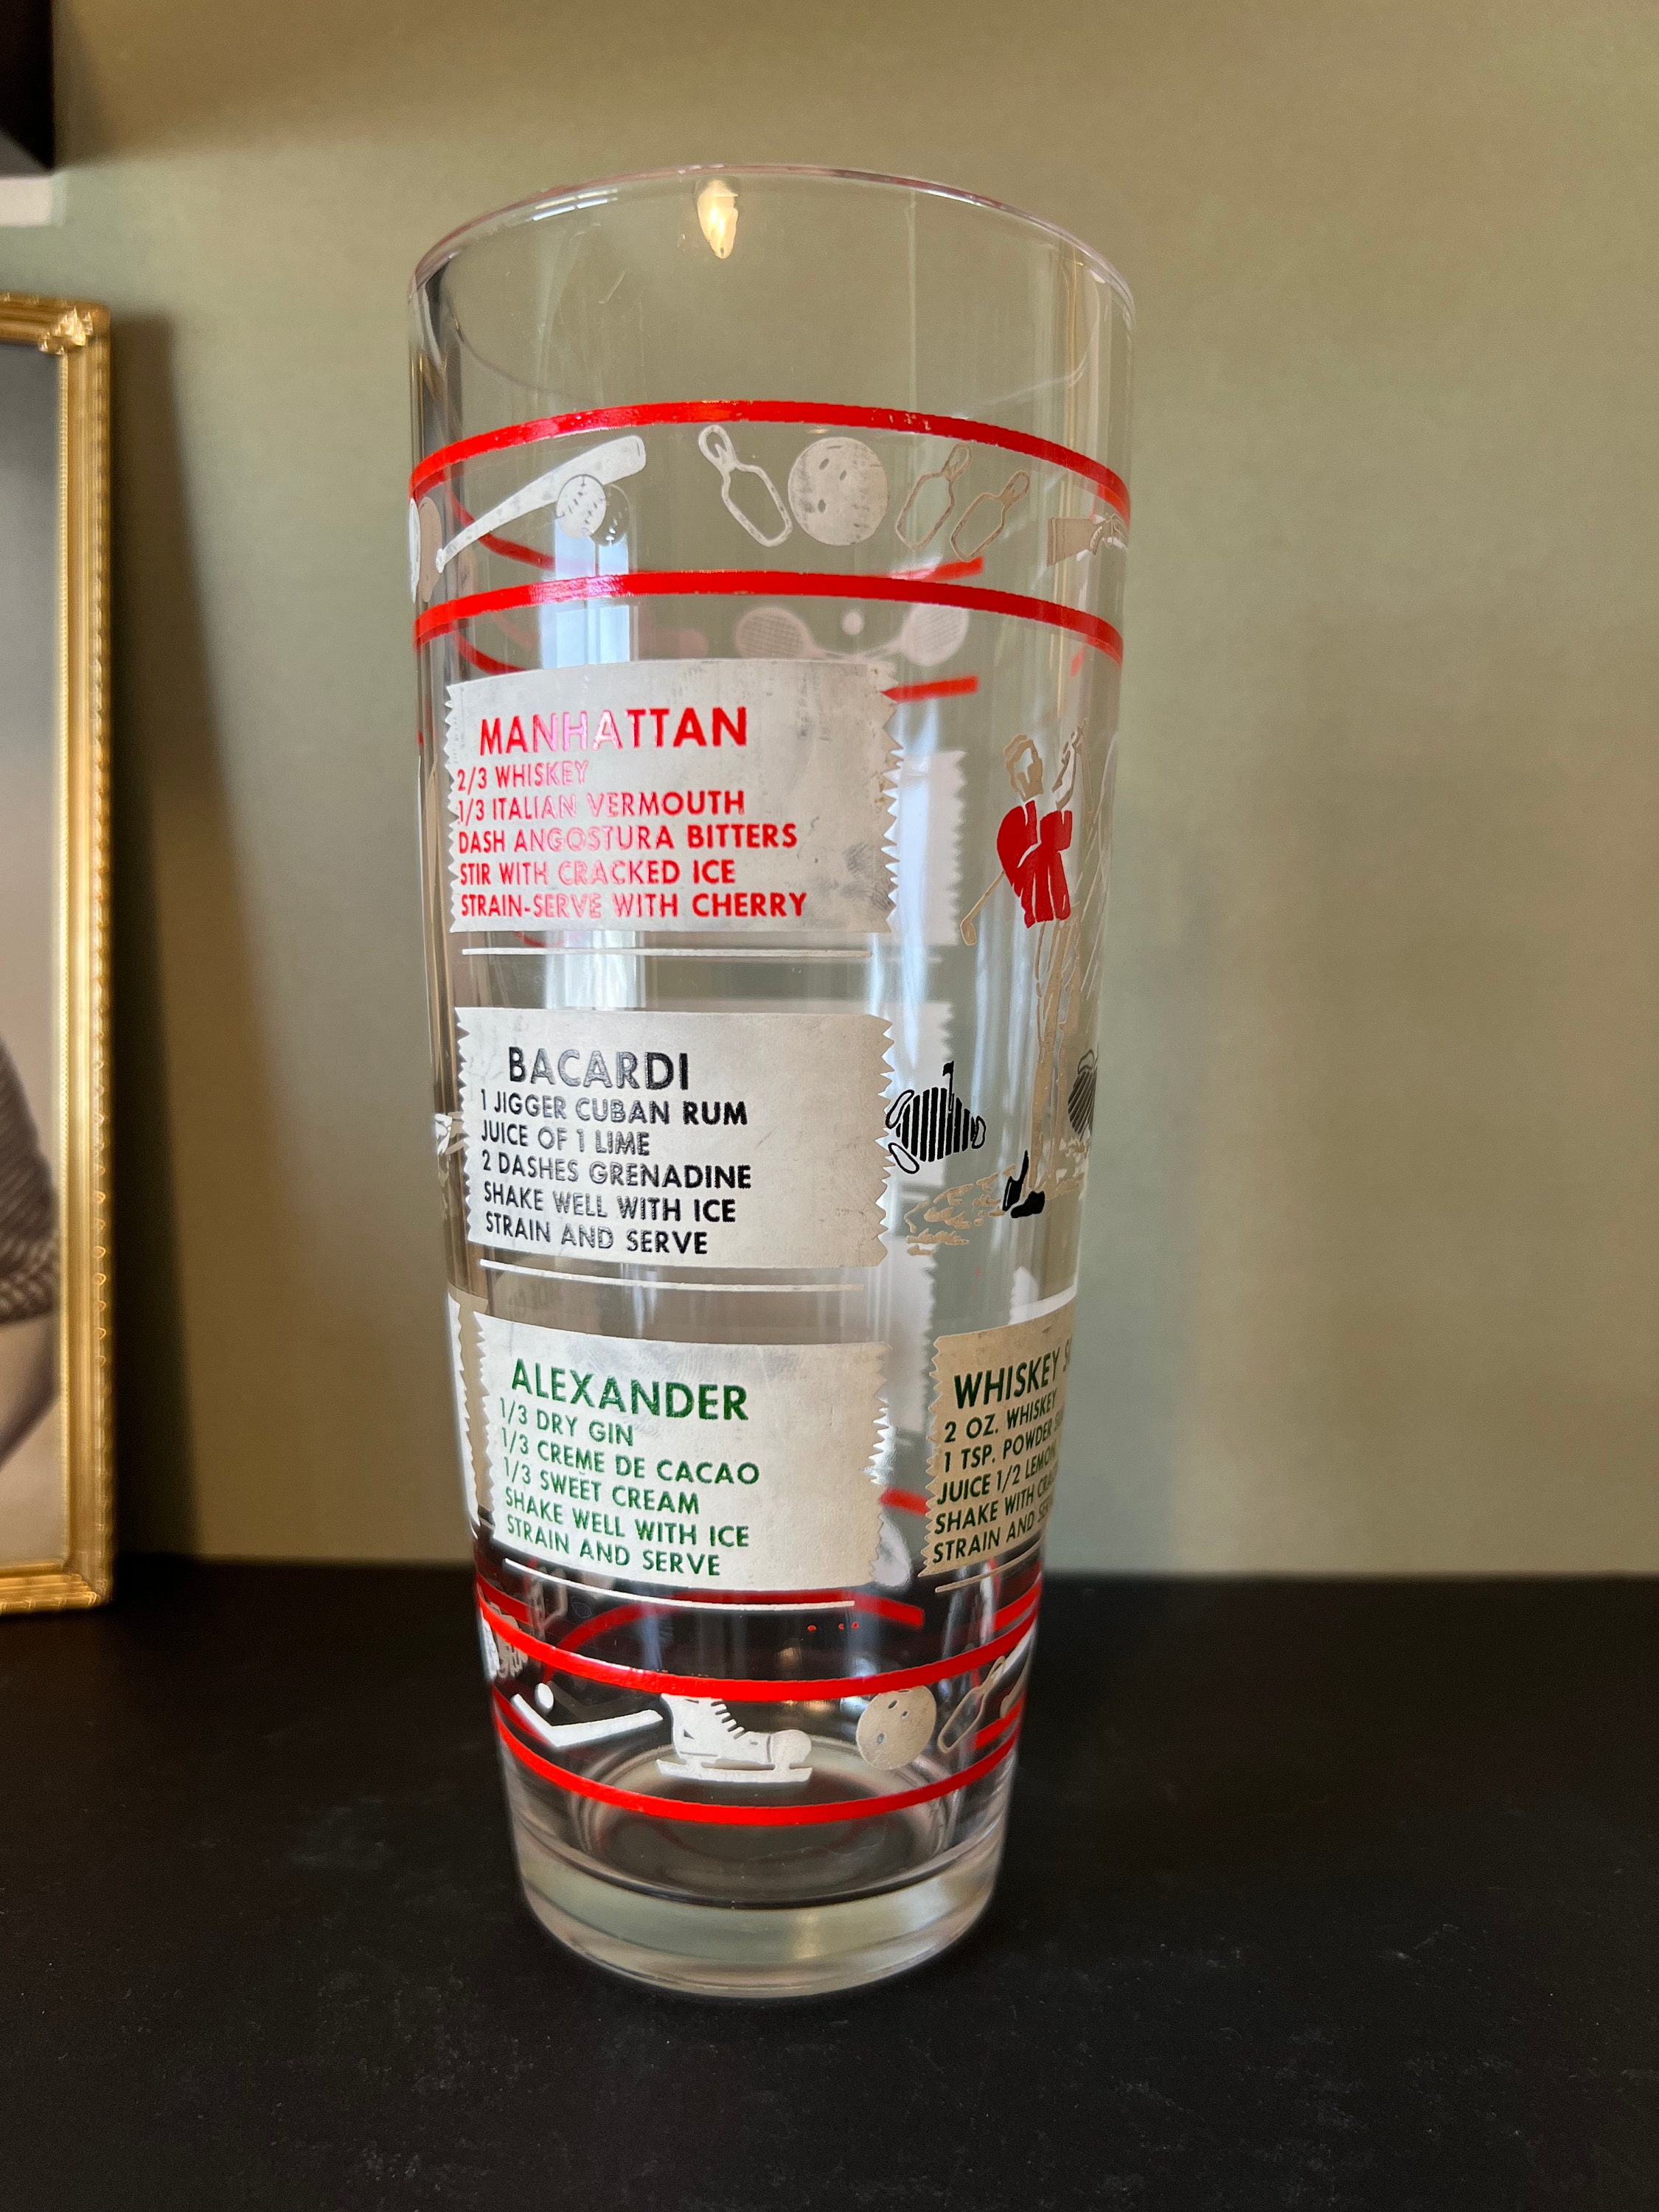 MANHATTAN
2/3 WHISKEY
1/3 ITALIAN VERMOUTH
DASH ANGOSTURA BITTERS
STIR WITH CRACKED ICE
STRAIN-SERVE WITH CHERRY
BACARDI
1 JIGGER CUBAN RUM
JUICE OF 1 LIME
2 DASHES GRENADINE
SHAKE WELL WITH ICE
STRAIN AND SERVE
ALEXANDER
1/3 DRY GIN
1/3 CREME DE CACAO
1/3 SWEET CREAM
SHAKE WELL WITH ICE
STRAIN AND SERVE
WHISKEY
2 OZ. WHISKEY
1 TSP. POWDER
JUICE 1/2 LEMON
SHAKE WITH
STRAIN AND